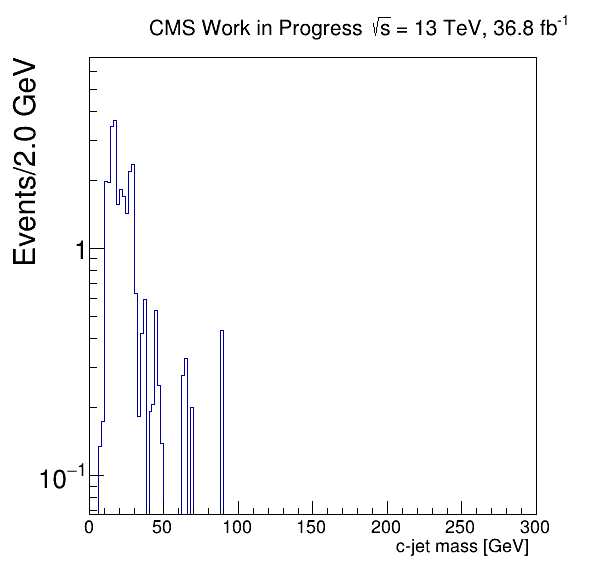 CMS Work in Progress √s = 13 TeV, 36.8 fb⁻¹
Events/2.0 GeV
1
10⁻¹
0 50 100 150 200 250 300
c-jet mass [GeV]